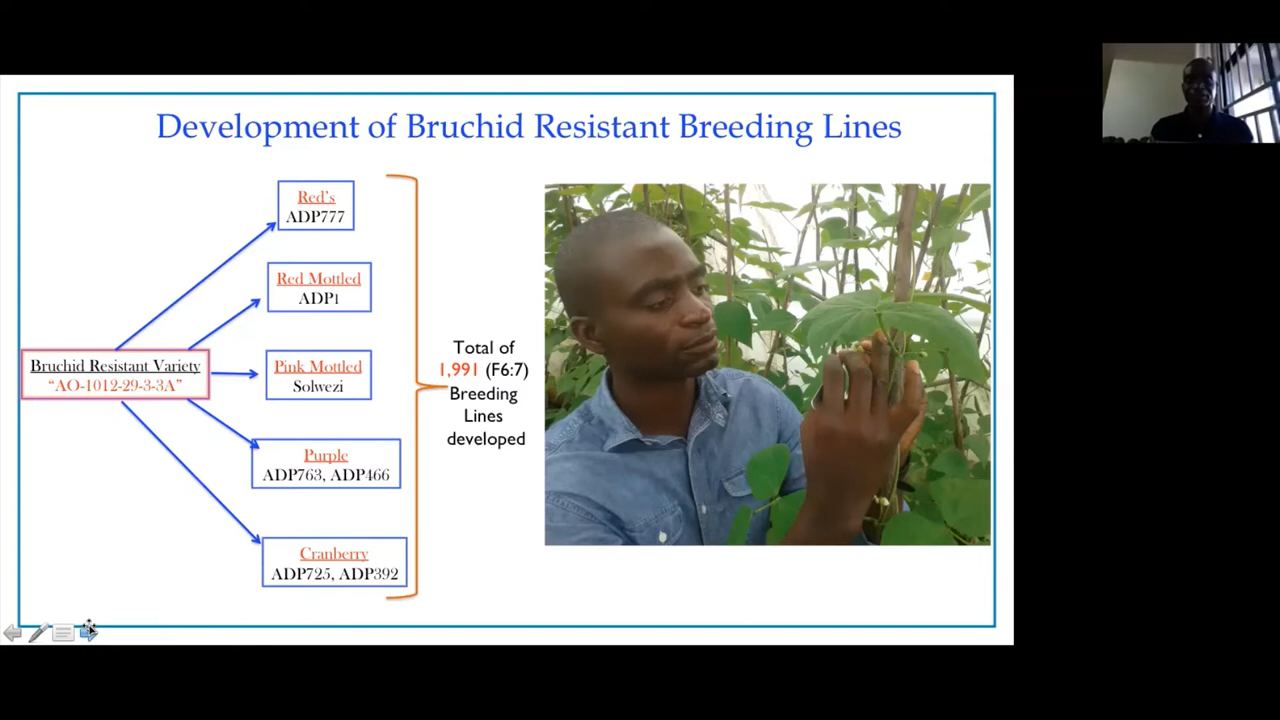 Development of Bruchid Resistant Breeding Lines
Red's
ADP777
Red Mottled
ADP1
Bruchid Resistant Variety
"AO-1012-29-3-3A"
Pink Mottled
Solwezi
Purple
ADP763, ADP466
Cranberry
ADP725, ADP392
Total of
1,991 (F6:7)
Breeding
Lines
developed